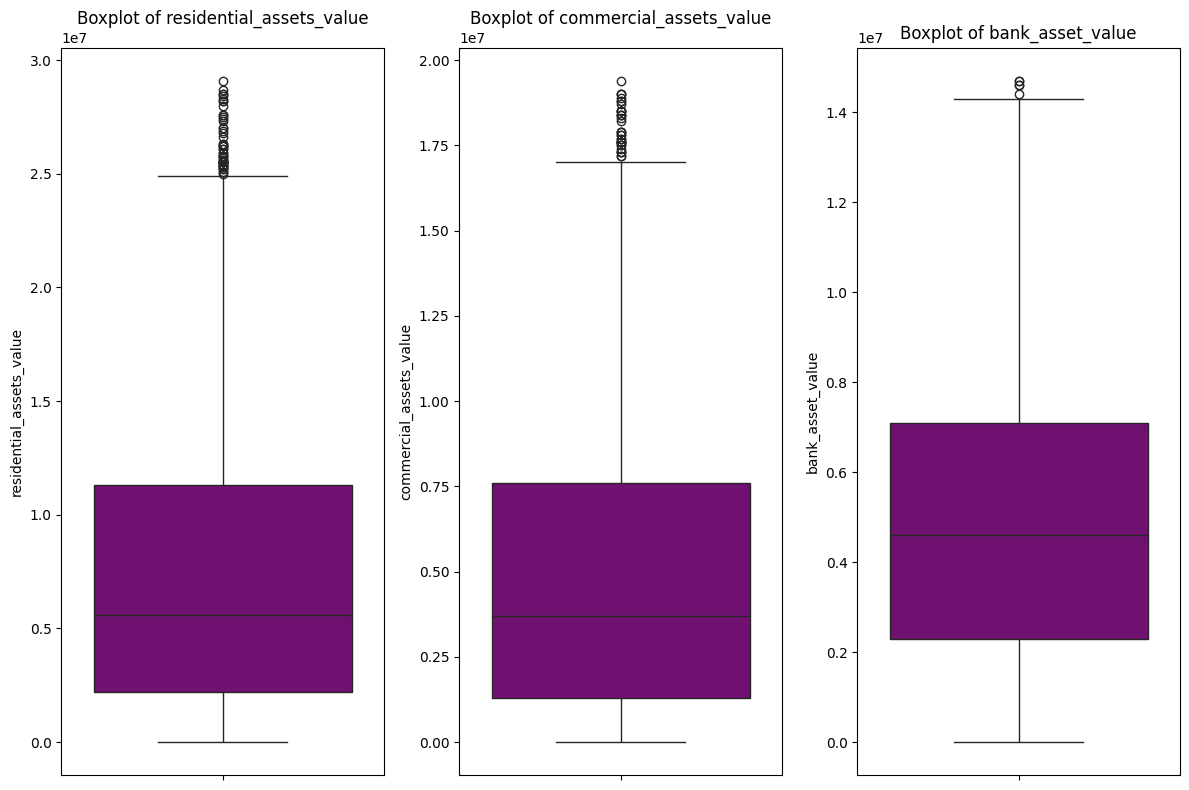 Boxplot of residential_assets_value
1e7
3.0
2.5
2.0
1.5
1.0
0.5
0.0
residential_assets_value
Boxplot of commercial_assets_value
1e7
2.00
1.75
1.50
1.25
1.00
0.75
0.50
0.25
0.00
commercial_assets_value
Boxplot of bank_asset_value
1e7
1.4
1.2
1.0
0.8
0.6
0.4
0.2
0.0
bank_asset_value